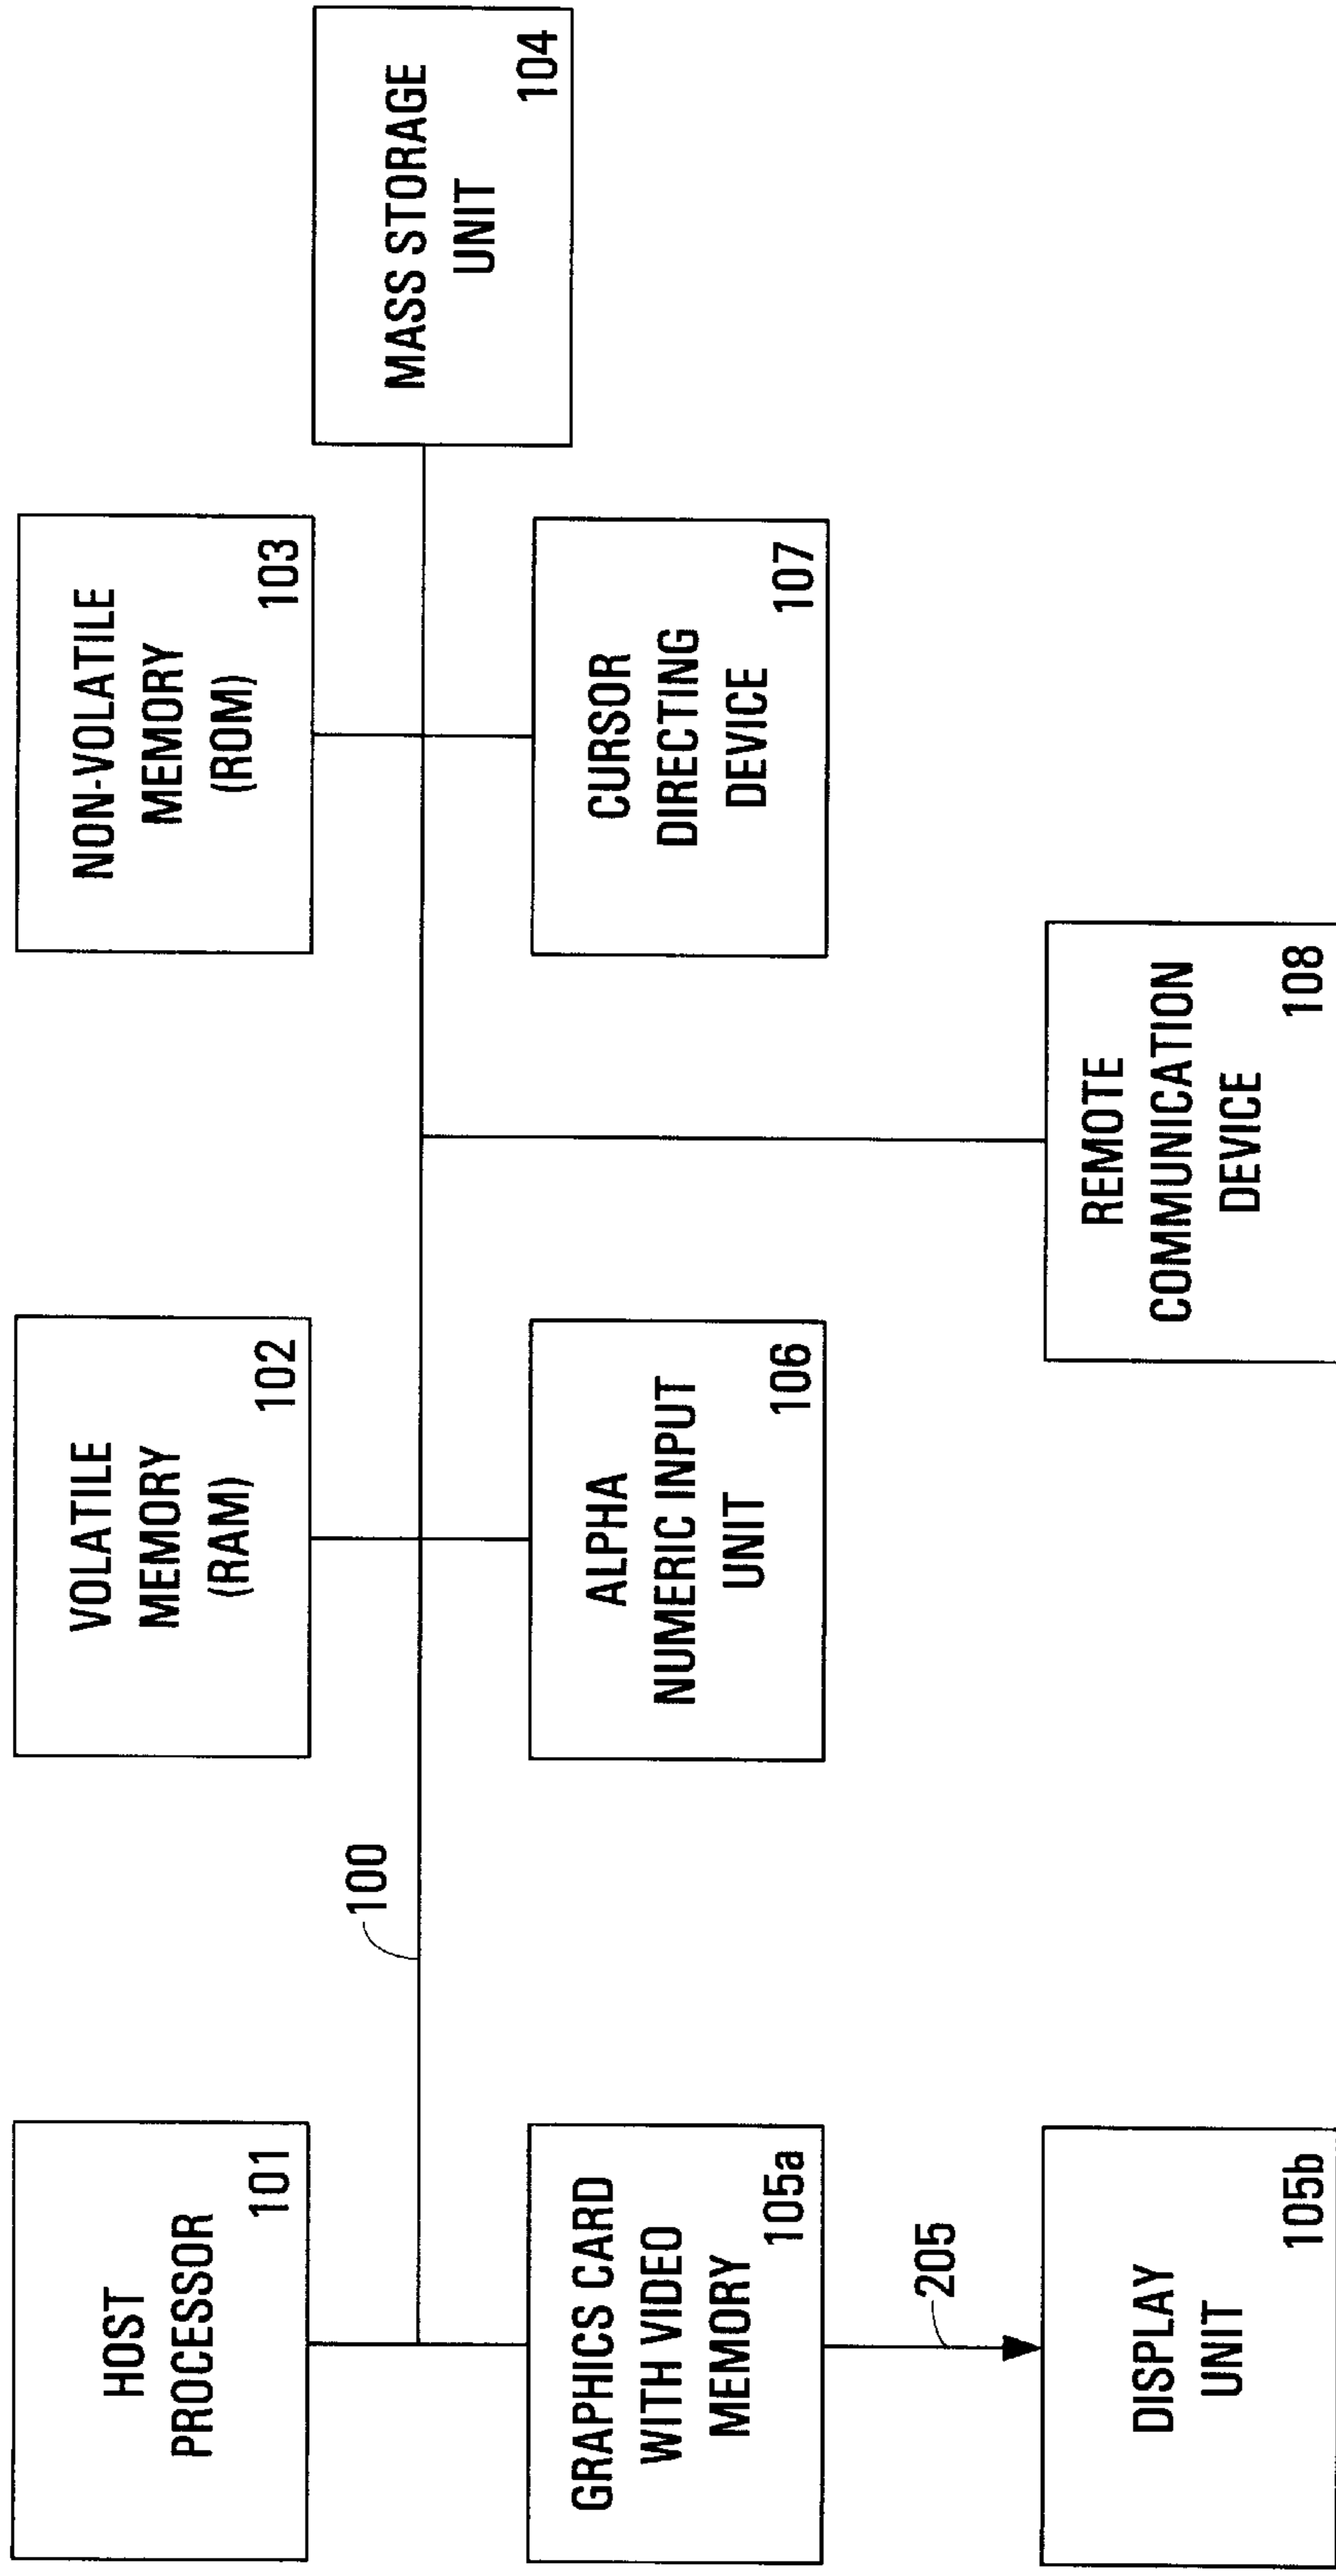 HOST
PROCESSOR
101
VOLATILE
MEMORY
(RAM)
102
NON-VOLATILE
MEMORY
(ROM)
103
100
MASS STORAGE
UNIT
104
GRAPHICS CARD
WITH VIDEO
MEMORY
105a
ALPHA
NUMERIC INPUT
UNIT
106
CURSOR
DIRECTING
DEVICE
107
205
DISPLAY
UNIT
105b
REMOTE
COMMUNICATION
DEVICE
108